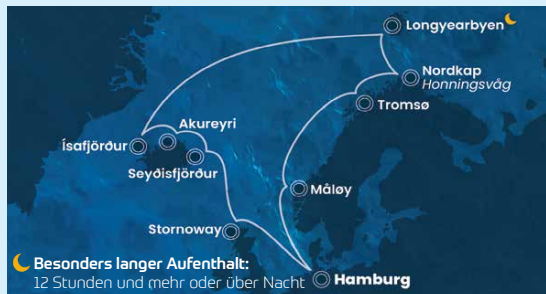 Longyearbyen
Nordkap
Honningsvåg
Tromsø
Akureyri
Ísafjörður
Seyðisfjörður
Måløy
Stornoway
Besonders langer Aufenthalt:
12 Stunden und mehr oder über Nacht
Hamburg